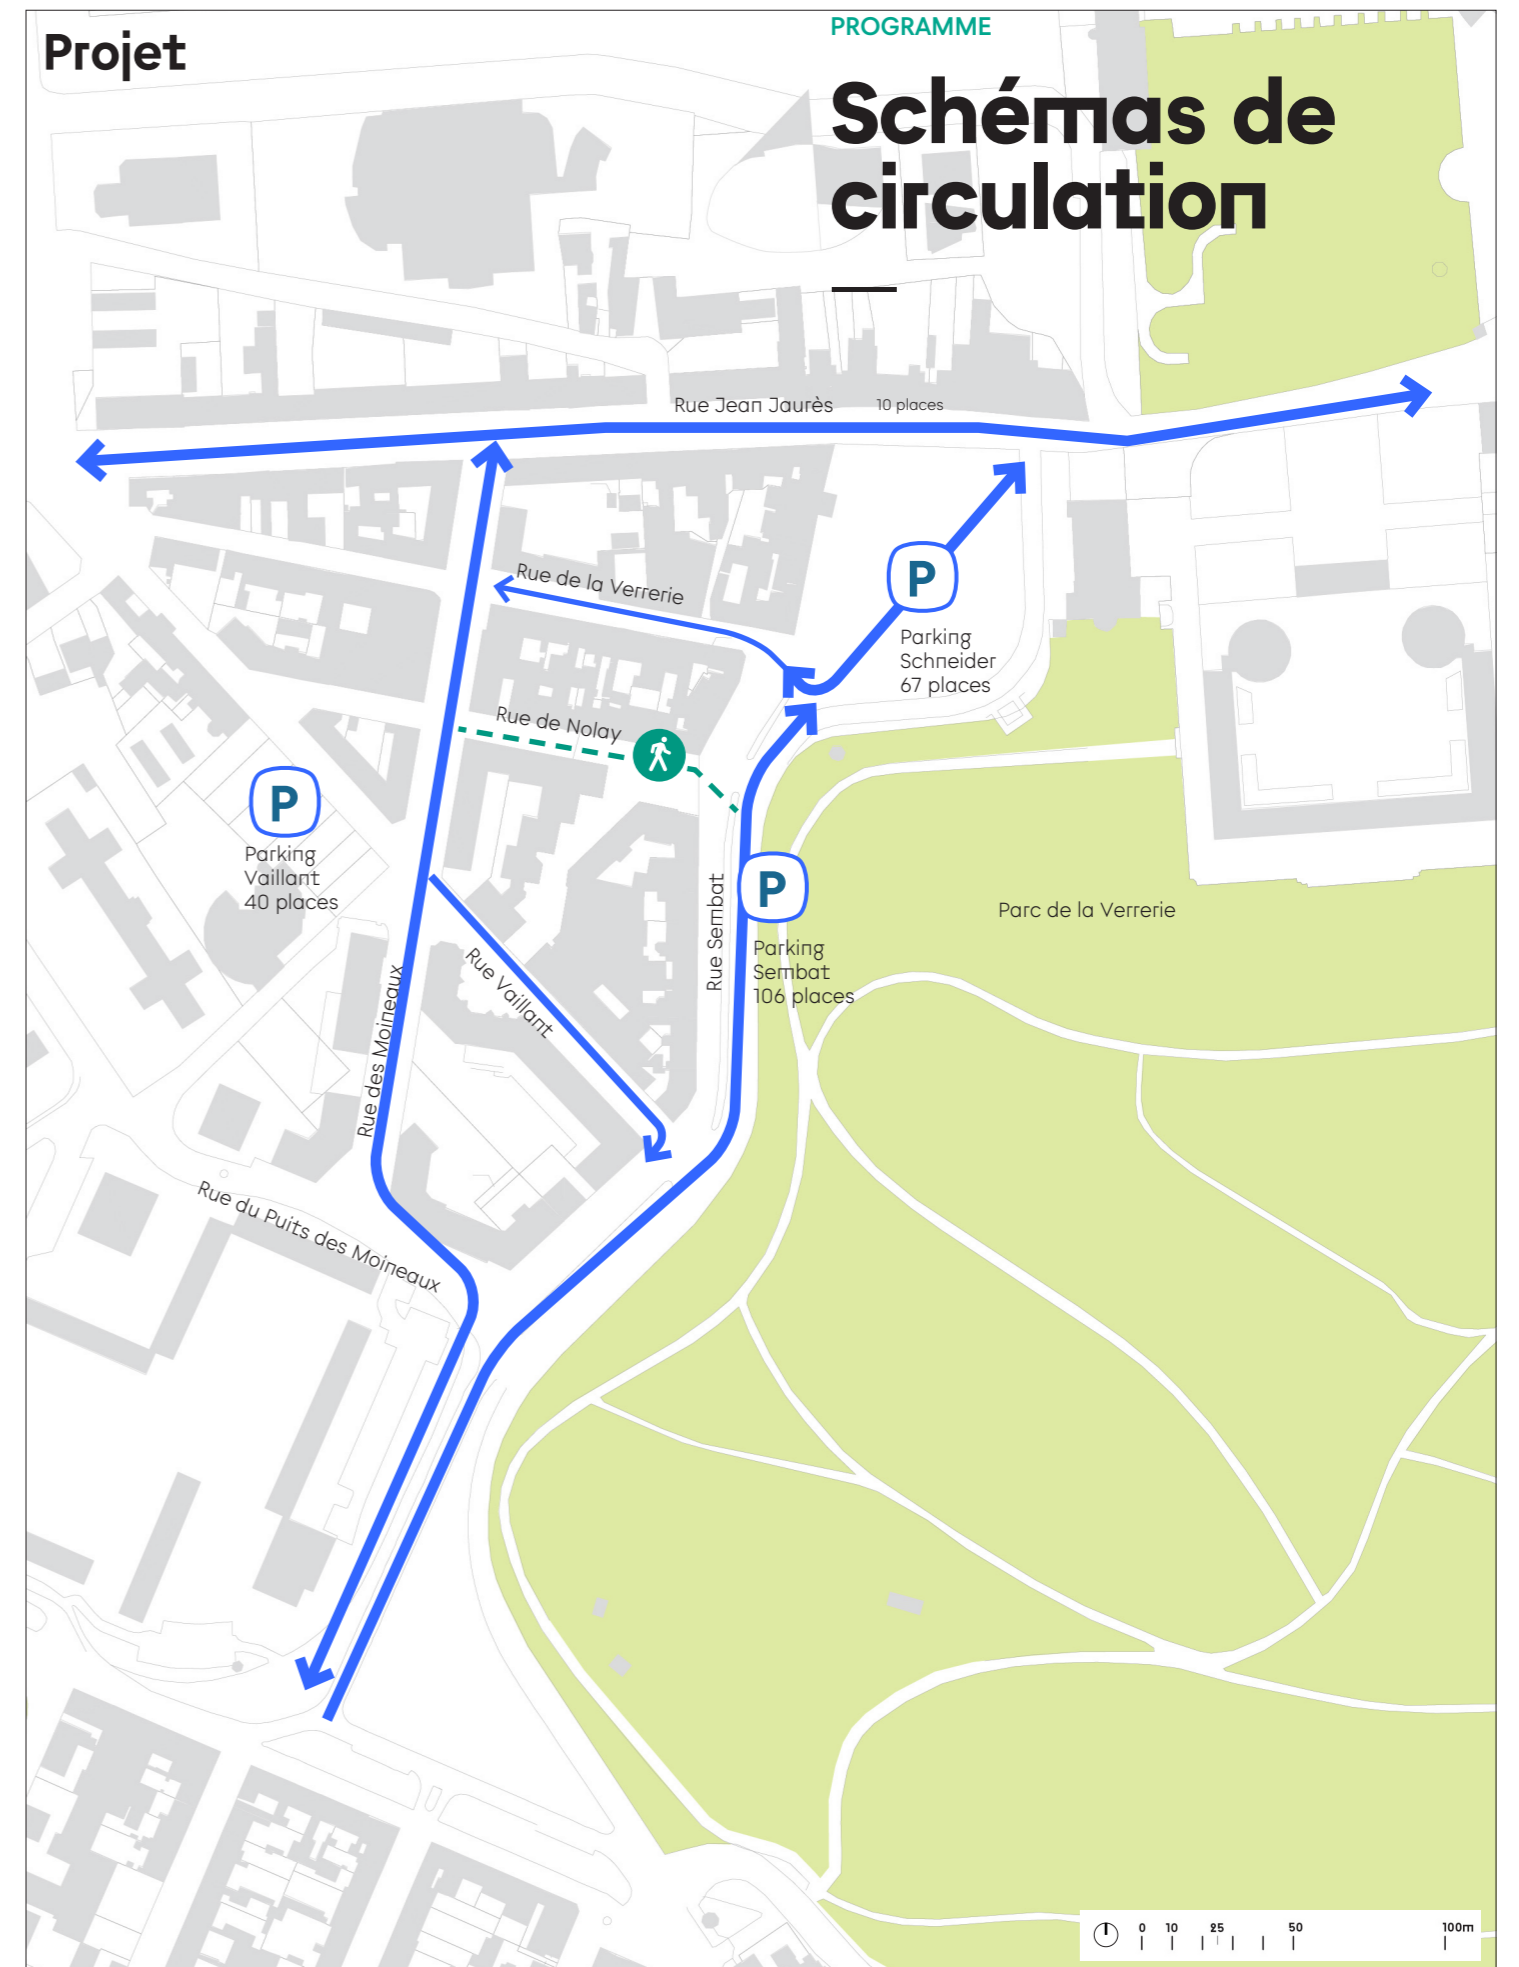 Projet
PROGRAMME
Schémas de
circulation
Rue Jean Jaurès
10 places
Rue de la Verrerie
P
Parking
Schneider
67 places
Rue de Nolay
P
Parking
Vaillant
40 places
Rue Sembat
P
Parking
Sembat
106 places
Parc de la Verrerie
Rue Vaillant
Rue des Moineaux
Rue du Puits des Moineaux
0 10 25 50 100m